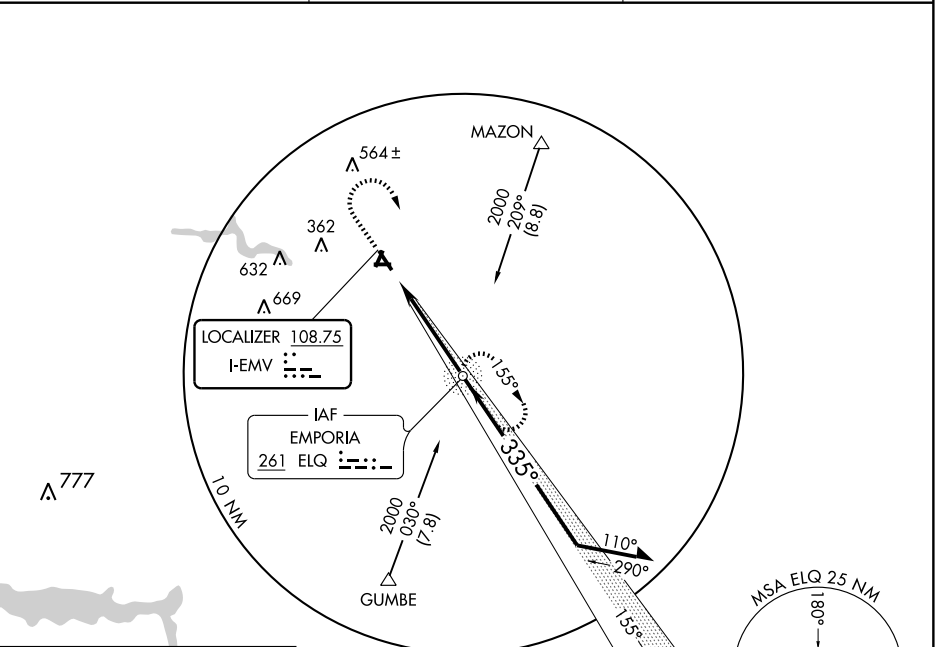 MAZON
564±
2000
209°
(8.8)
362
632
669
LOCALIZER 108.75
I-EMV
155°
IAF
EMPORIA
261 ELQ
335°
777
10 NM
2000
030°
(7.8)
110°
290°
GUMBE
155°
MSA ELQ 25 NM
180°